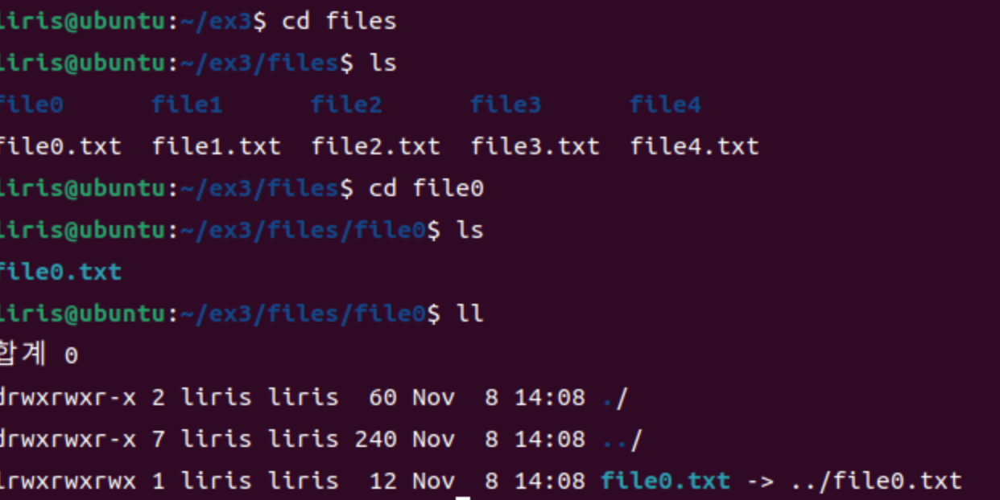 liris@ubuntu:~/ex3$ cd files
liris@ubuntu:~/ex3/files$ ls
file0 file1 file2 file3 file4
file0.txt file1.txt file2.txt file3.txt file4.txt
liris@ubuntu:~/ex3/files$ cd file0
liris@ubuntu:~/ex3/files/file0$ ls
file0.txt
liris@ubuntu:~/ex3/files/file0$ ll
합계 0
drwxrwxr-x 2 liris liris 60 Nov 8 14:08 ./
drwxrwxr-x 7 liris liris 240 Nov 8 14:08 ../
lrwxrwxrwx 1 liris liris 12 Nov 8 14:08 file0.txt -> ../file0.txt